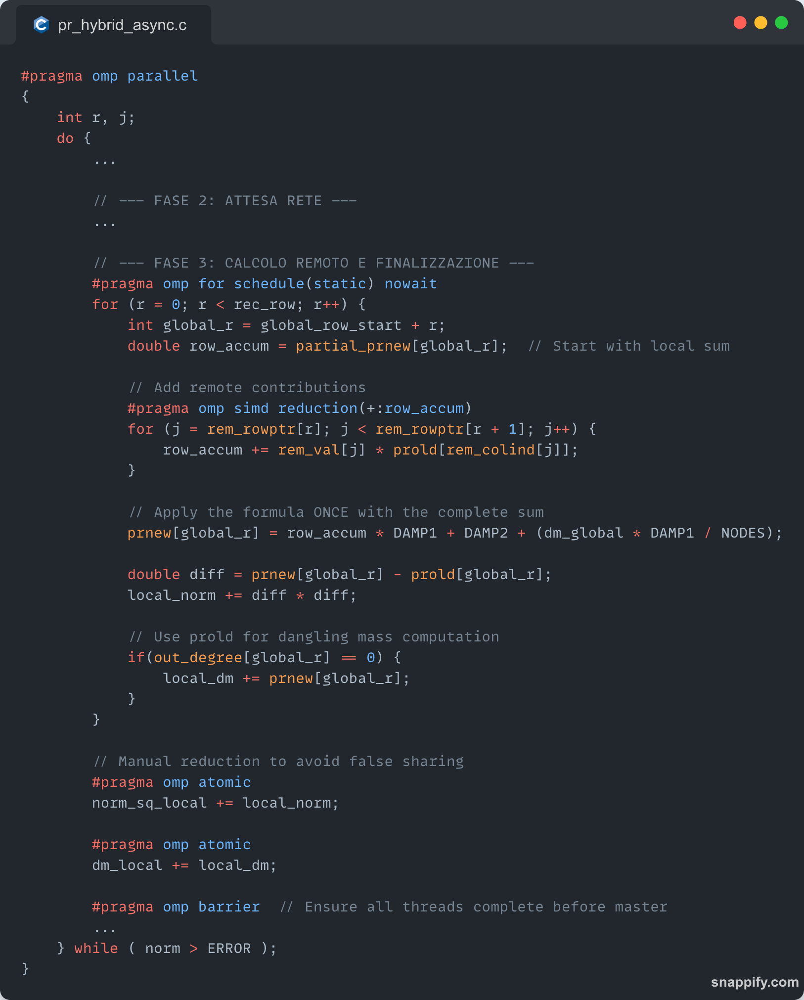 pr_hybrid_async.c
#pragma omp parallel
{
    int r, j;
    do {
        ...

        // --- FASE 2: ATTESA RETE ---
        ...

        // --- FASE 3: CALCOLO REMOTO E FINALIZZAZIONE ---
        #pragma omp for schedule(static) nowait
        for (r = 0; r < rec_row; r++) {
            int global_r = global_row_start + r;
            double row_accum = partial_prnew[global_r];  // Start with local sum

            // Add remote contributions
            #pragma omp simd reduction(+:row_accum)
            for (j = rem_rowptr[r]; j < rem_rowptr[r + 1]; j++) {
                row_accum += rem_val[j] * prold[rem_colind[j]];
            }

            // Apply the formula ONCE with the complete sum
            prnew[global_r] = row_accum * DAMP1 + DAMP2 + (dm_global * DAMP1 / NODES);

            double diff = prnew[global_r] - prold[global_r];
            local_norm += diff * diff;

            // Use prold for dangling mass computation
            if(out_degree[global_r] == 0) {
                local_dm += prnew[global_r];
            }
        }

        // Manual reduction to avoid false sharing
        #pragma omp atomic
        norm_sq_local += local_norm;

        #pragma omp atomic
        dm_local += local_dm;

        #pragma omp barrier  // Ensure all threads complete before master
        ...
    } while ( norm > ERROR );
}
snappify.com